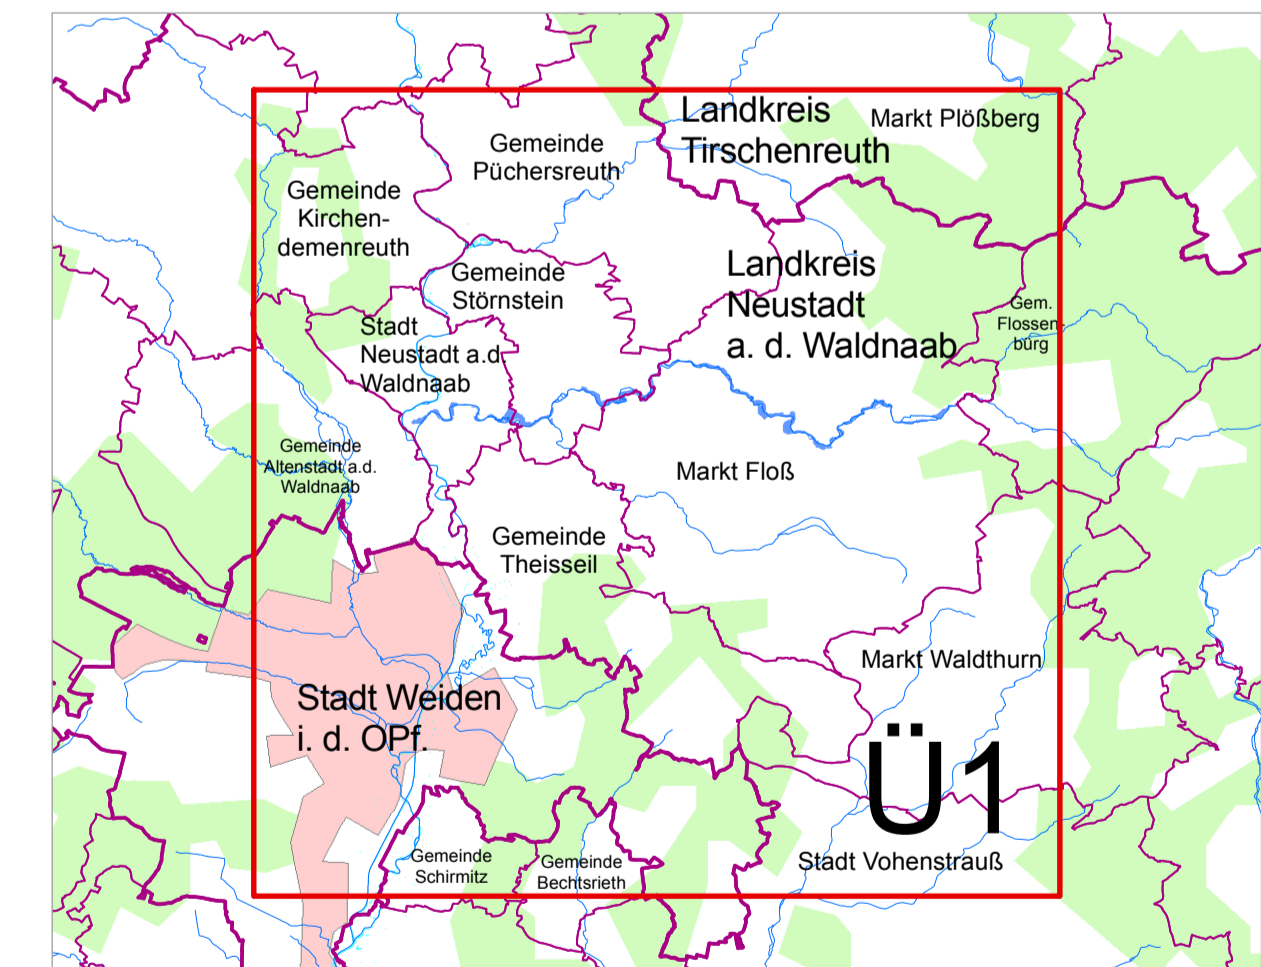 Landkreis
Tirschenreuth
Markt Plößberg
Gemeinde
Püchersreuth
Gemeinde
Kirchen-
demenreuth
Gemeinde
Störnstein
Landkreis
Neustadt
a. d. Waldnaab
Gem.
Flossen-
bürg
Stadt
Neustadt a.d.
Waldnaab
Gemeinde
Altenstadt a.d.
Waldnaab
Markt Floß
Gemeinde
Theisseil
Markt Waldthurn
Stadt Weiden
i. d. OPf.
Ü1
Gemeinde
Schirmitz
Gemeinde
Bechtsrieth
Stadt Vohenstrauß